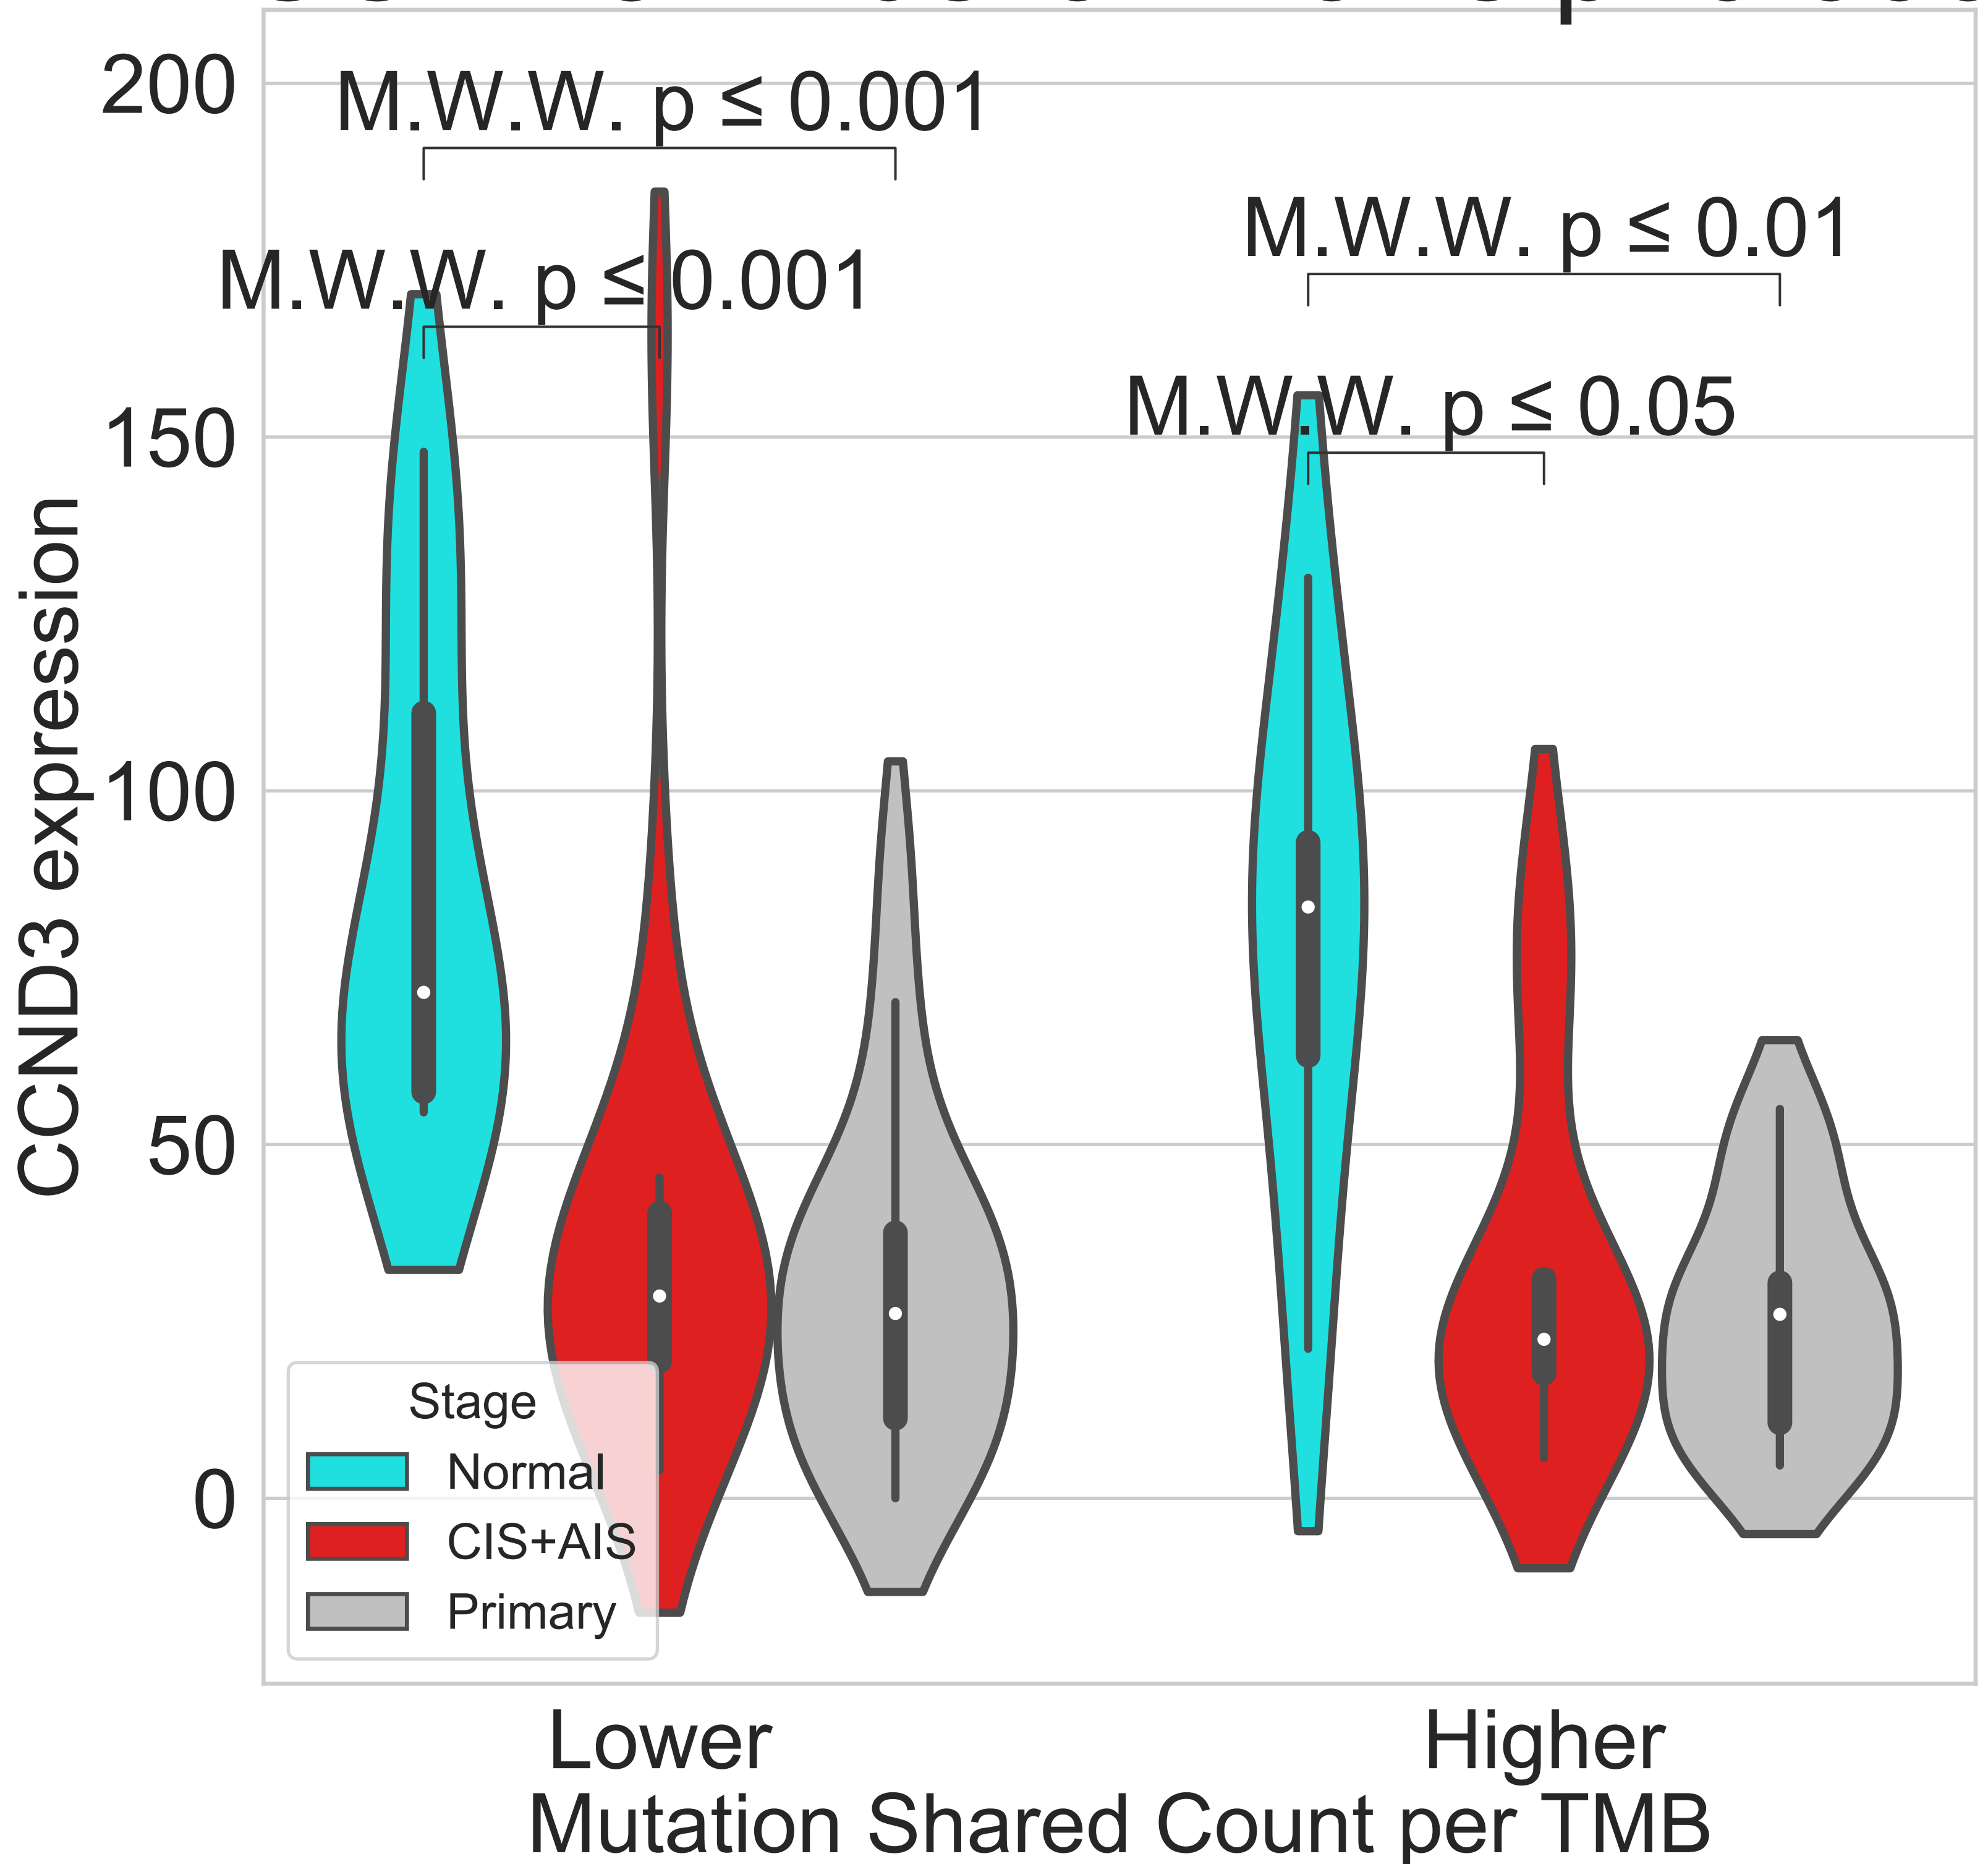 200
M.W.W. p ≤ 0.001
M.W.W. p ≤ 0.01
M.W.W. p ≤ 0.001
M.W.W. p ≤ 0.05
150
100
50
0
CCND3 expression
Stage
Normal
CIS+AIS
Primary
Lower
Higher
Mutation Shared Count per TMB